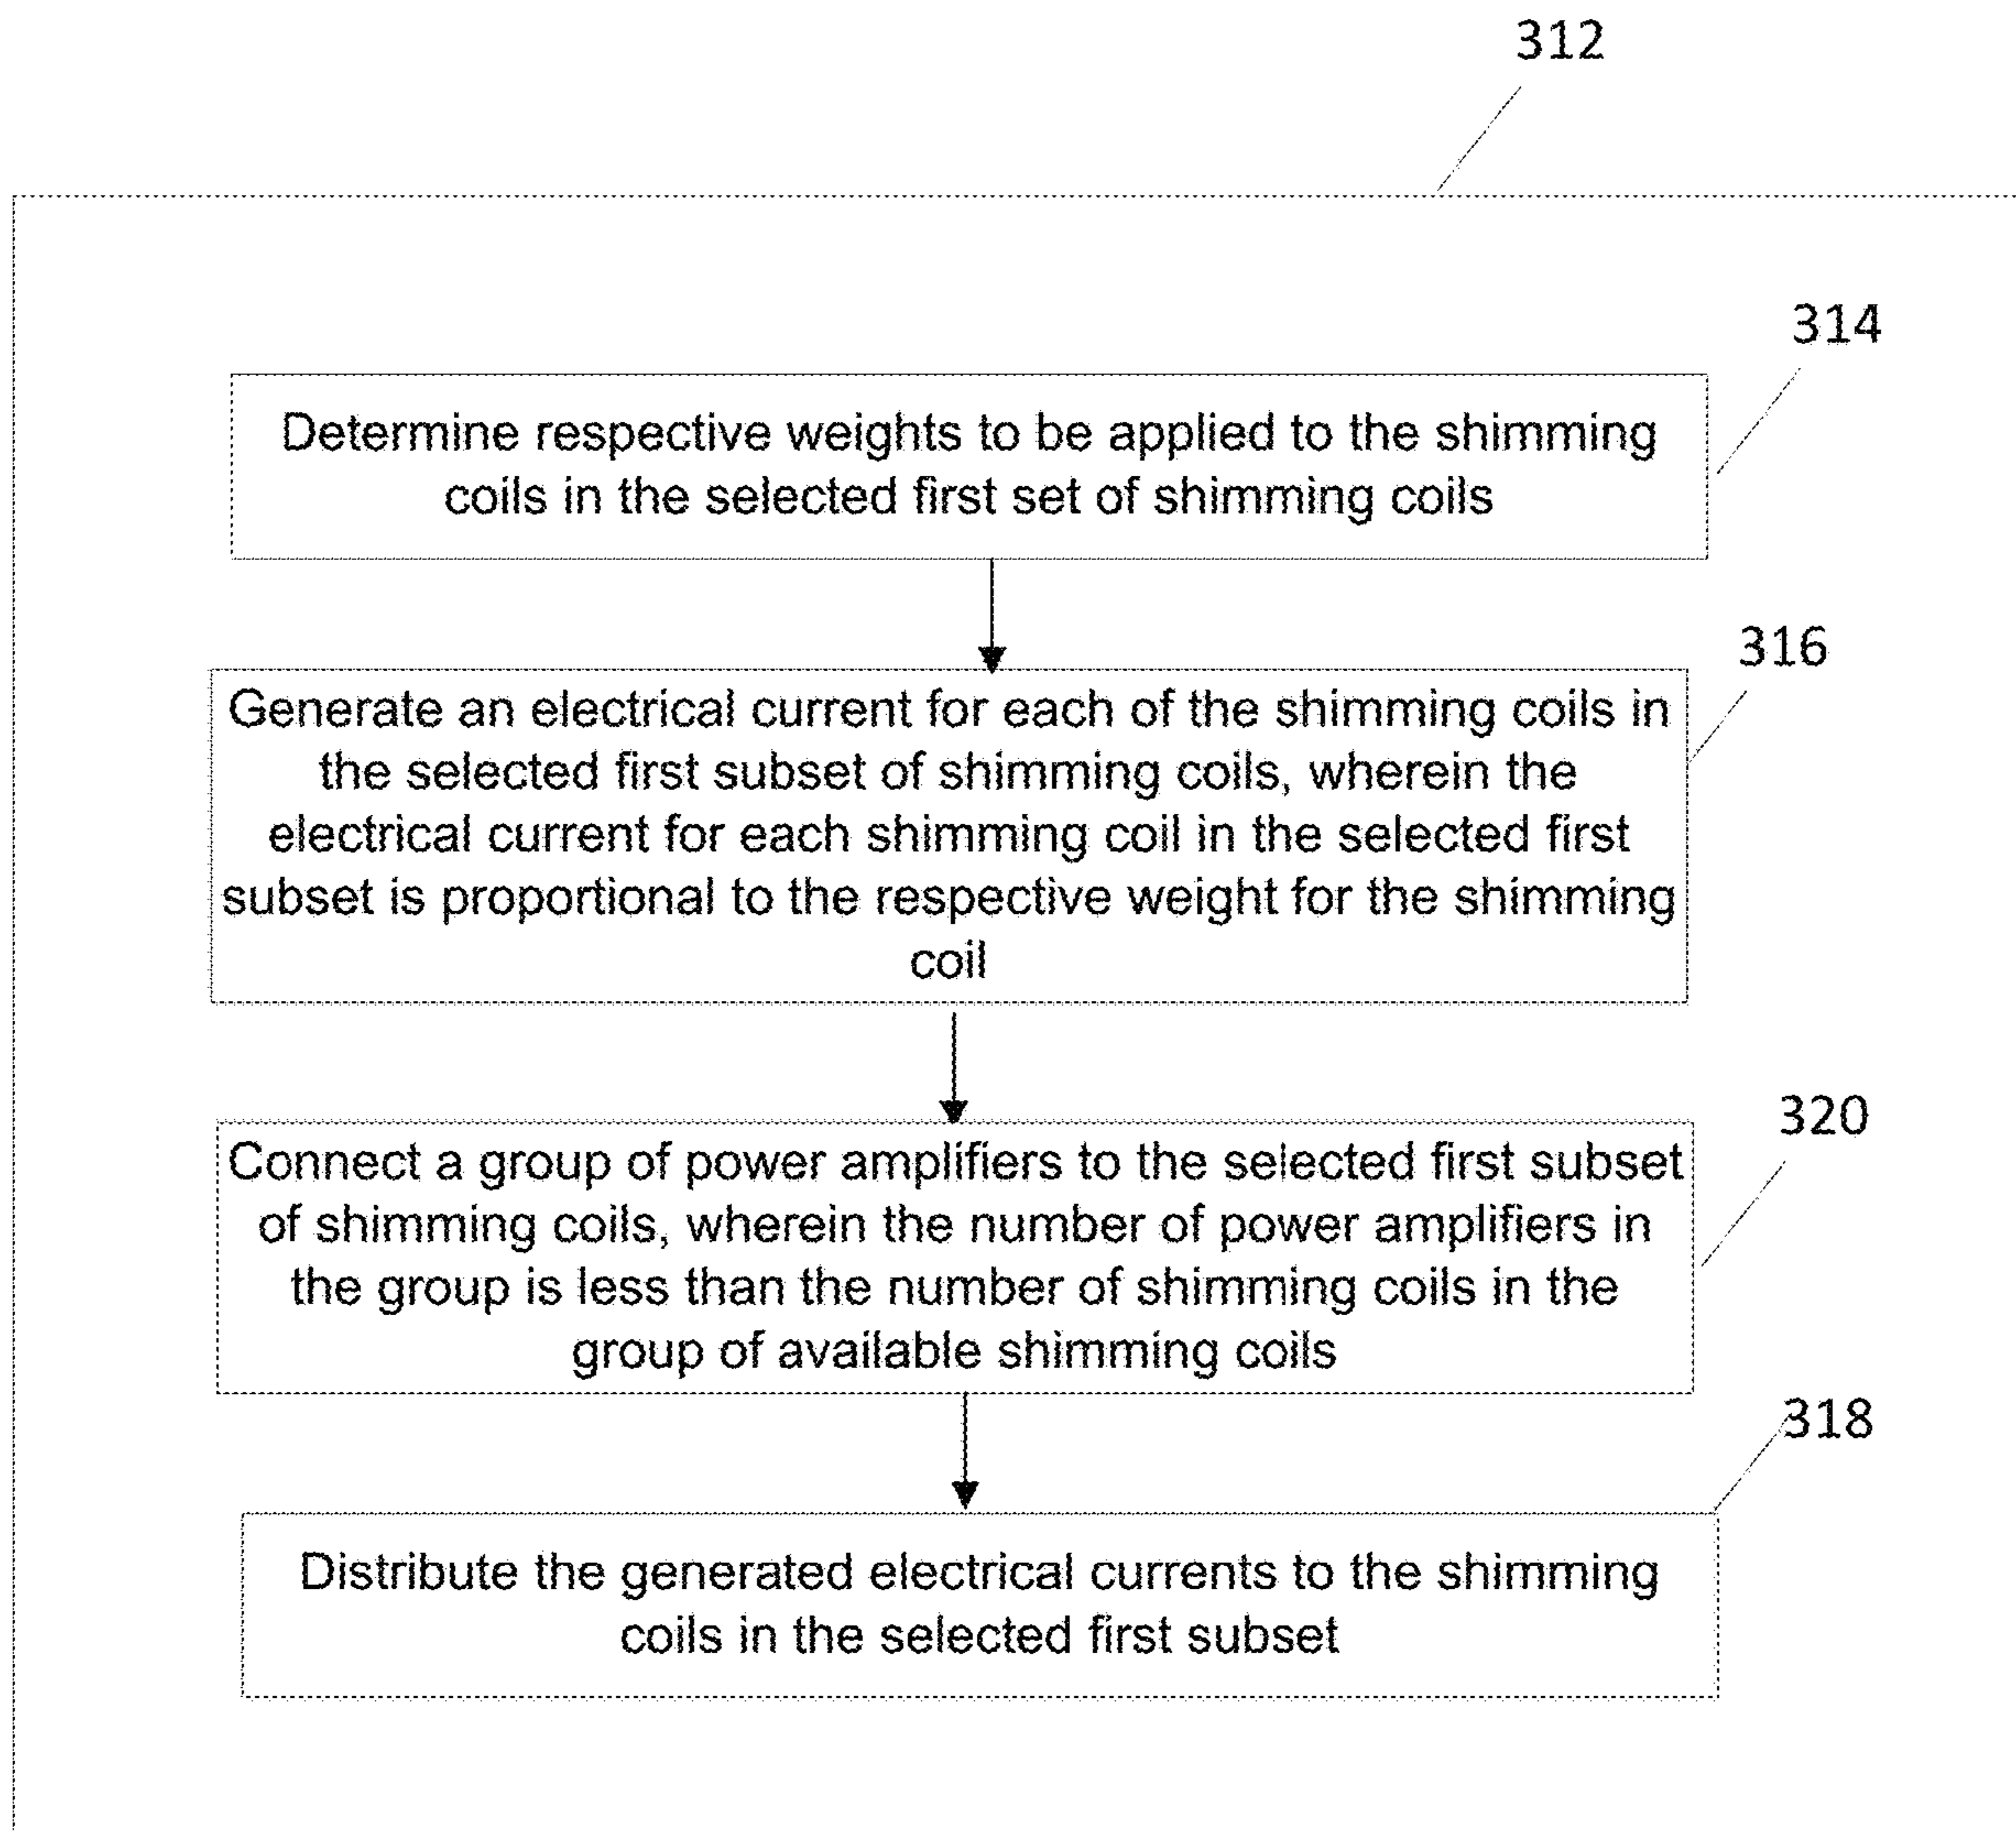 312
314
Determine respective weights to be applied to the shimming
coils in the selected first set of shimming coils
316
Generate an electrical current for each of the shimming coils in
the selected first subset of shimming coils, wherein the
electrical current for each shimming coil in the selected first
subset is proportional to the respective weight for the shimming
coil
320
Connect a group of power amplifiers to the selected first subset
of shimming coils, wherein the number of power amplifiers in
the group is less than the number of shimming coils in the
group of available shimming coils
318
Distribute the generated electrical currents to the shimming
coils in the selected first subset